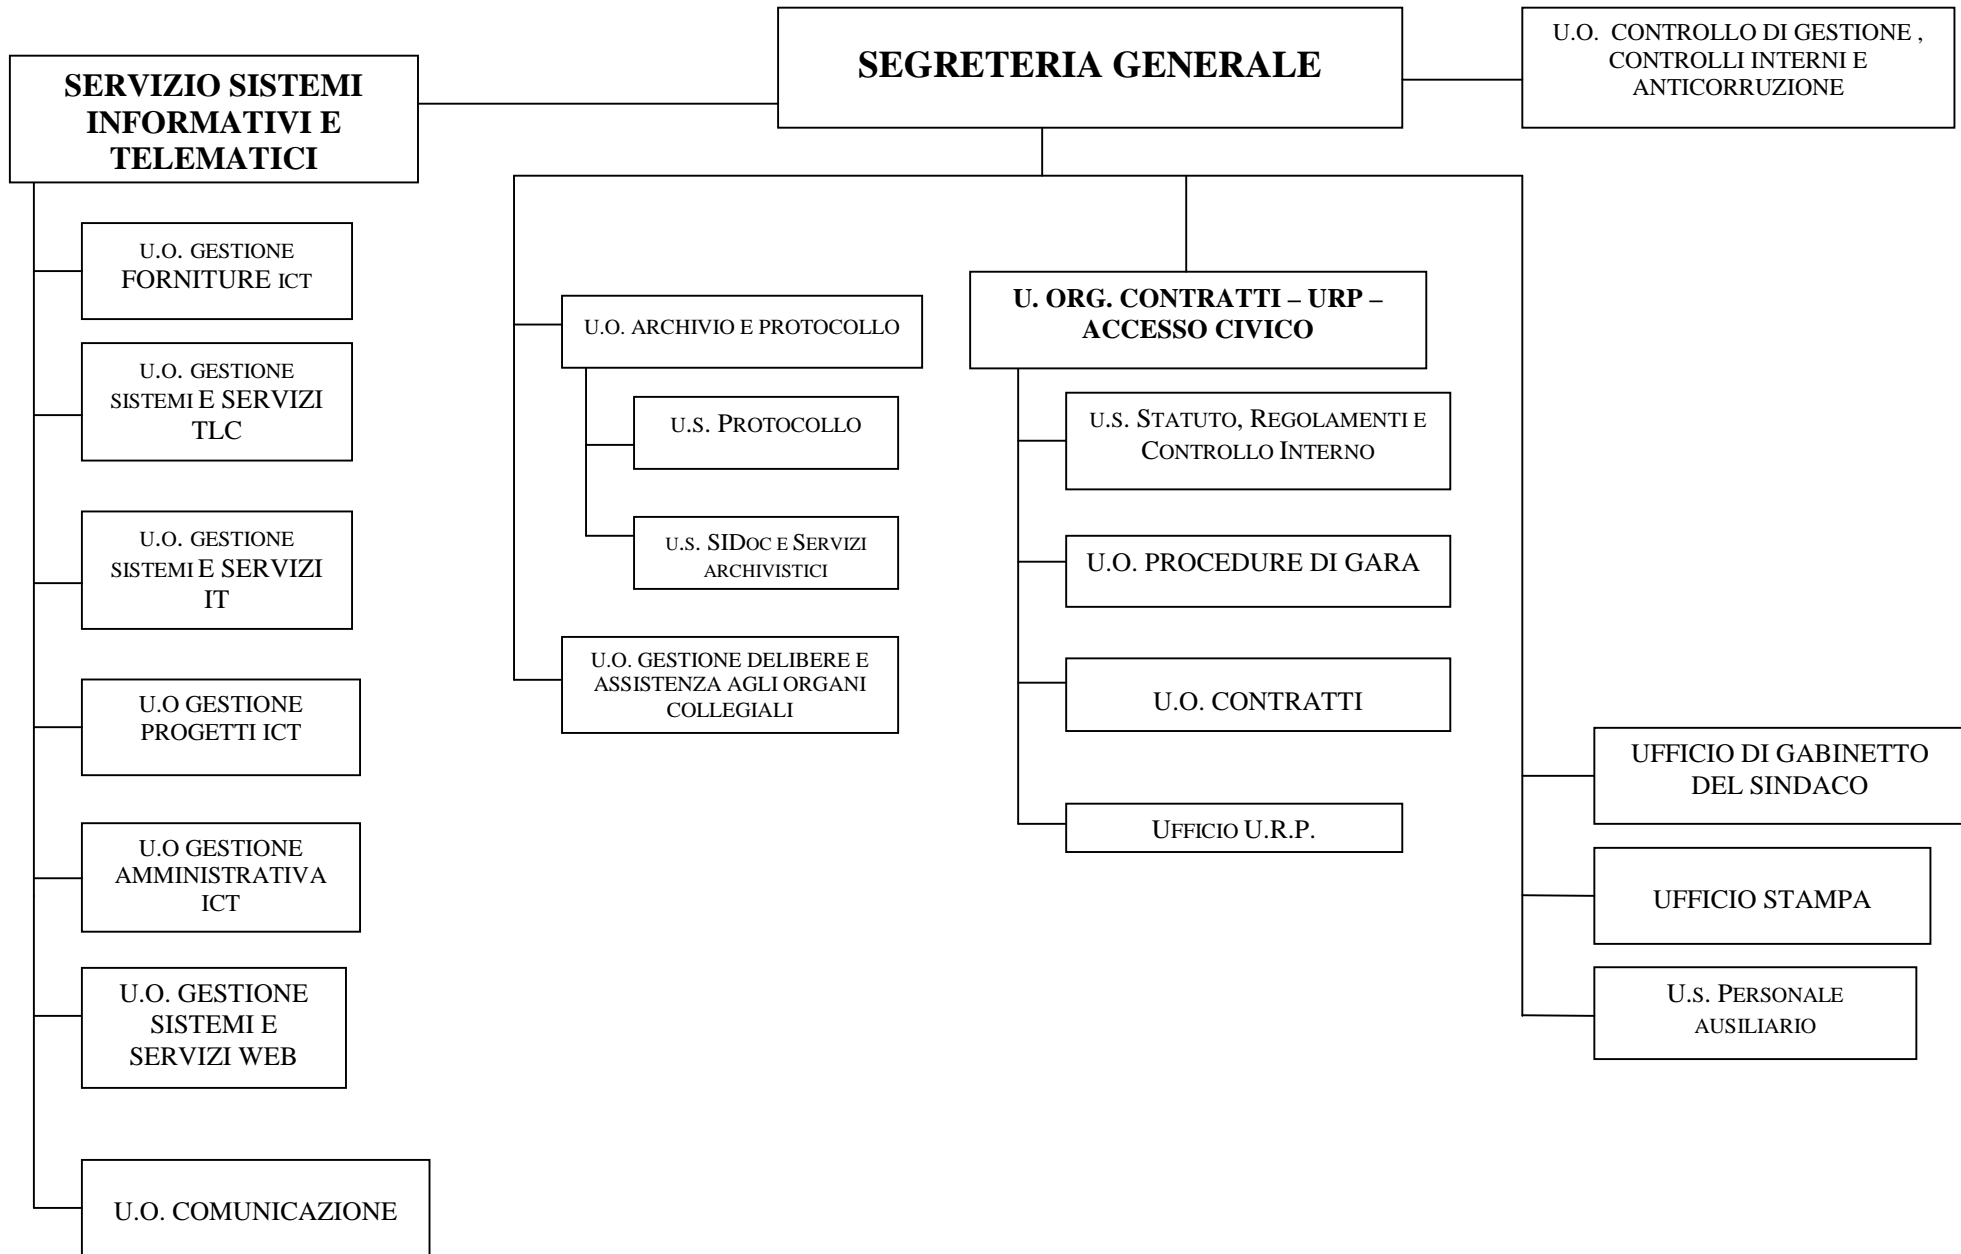 SEGRETERIA GENERALE
U.O. CONTROLLO DI GESTIONE ,
CONTROLLI INTERNI E
ANTICORRUZIONE
SERVIZIO SISTEMI
INFORMATIVI E
TELEMATICI
U.O. GESTIONE
FORNITURE ICT
U.O. GESTIONE
SISTEMI E SERVIZI
TLC
U.O. GESTIONE
SISTEMI E SERVIZI
IT
U.O GESTIONE
PROGETTI ICT
U.O GESTIONE
AMMINISTRATIVA
ICT
U.O. GESTIONE
SISTEMI E
SERVIZI WEB
U.O. COMUNICAZIONE
U.O. ARCHIVIO E PROTOCOLLO
U.S. PROTOCOLLO
U.S. SIDOC E SERVIZI
ARCHIVISTICI
U.O. GESTIONE DELIBERE E
ASSISTENZA AGLI ORGANI
COLLEGIALI
U. ORG. CONTRATTI – URP –
ACCESSO CIVICO
U.S. STATUTO, REGOLAMENTI E
CONTROLLO INTERNO
U.O. PROCEDURE DI GARA
U.O. CONTRATTI
UFFICIO U.R.P.
UFFICIO DI GABINETTO
DEL SINDACO
UFFICIO STAMPA
U.S. PERSONALE
AUSILIARIO